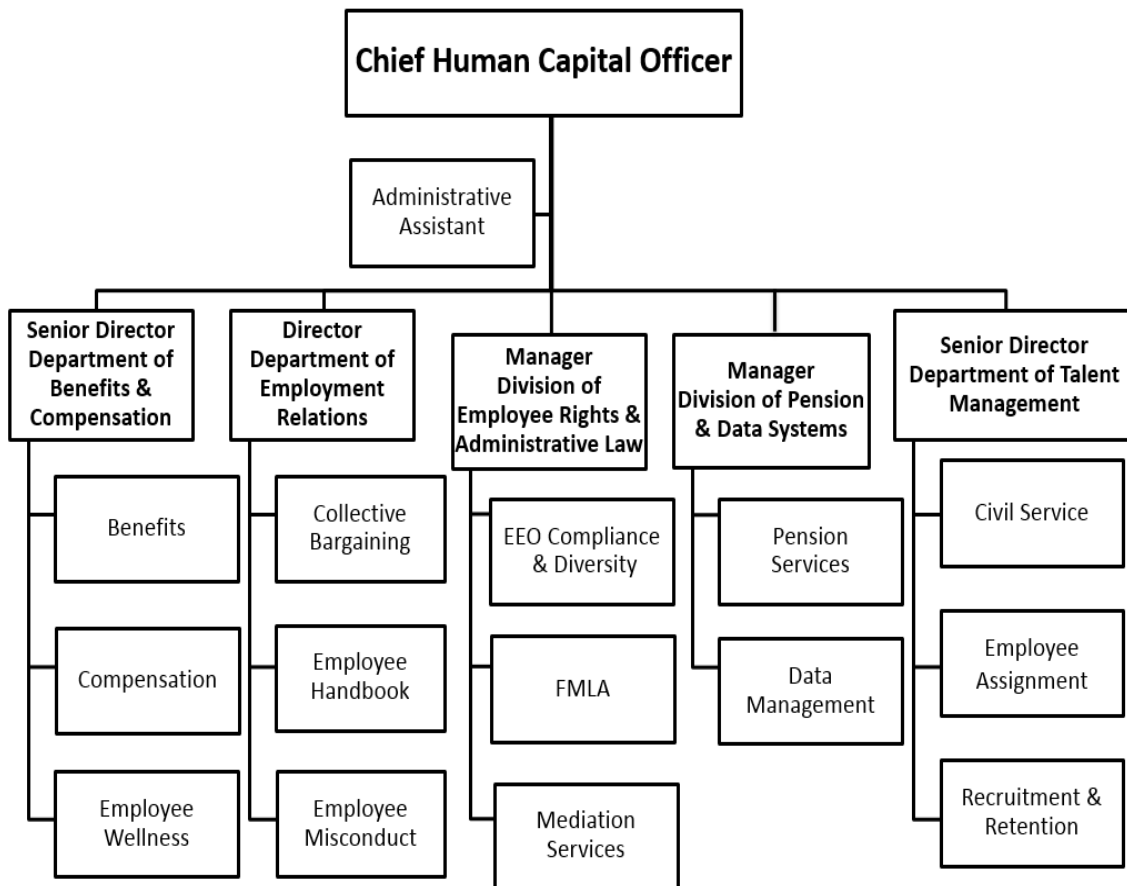 Chief Human Capital Officer
Administrative
Assistant
Senior Director
Department of
Benefits &
Compensation
Director
Department of
Employment
Relations
Manager
Division of
Employee Rights &
Administrative Law
Manager
Division of Pension
& Data Systems
Senior Director
Department of Talent
Management
Benefits
Compensation
Employee
Wellness
Collective
Bargaining
Employee
Handbook
Employee
Misconduct
EEO Compliance
& Diversity
FMLA
Mediation
Services
Pension
Services
Data
Management
Civil Service
Employee
Assignment
Recruitment &
Retention